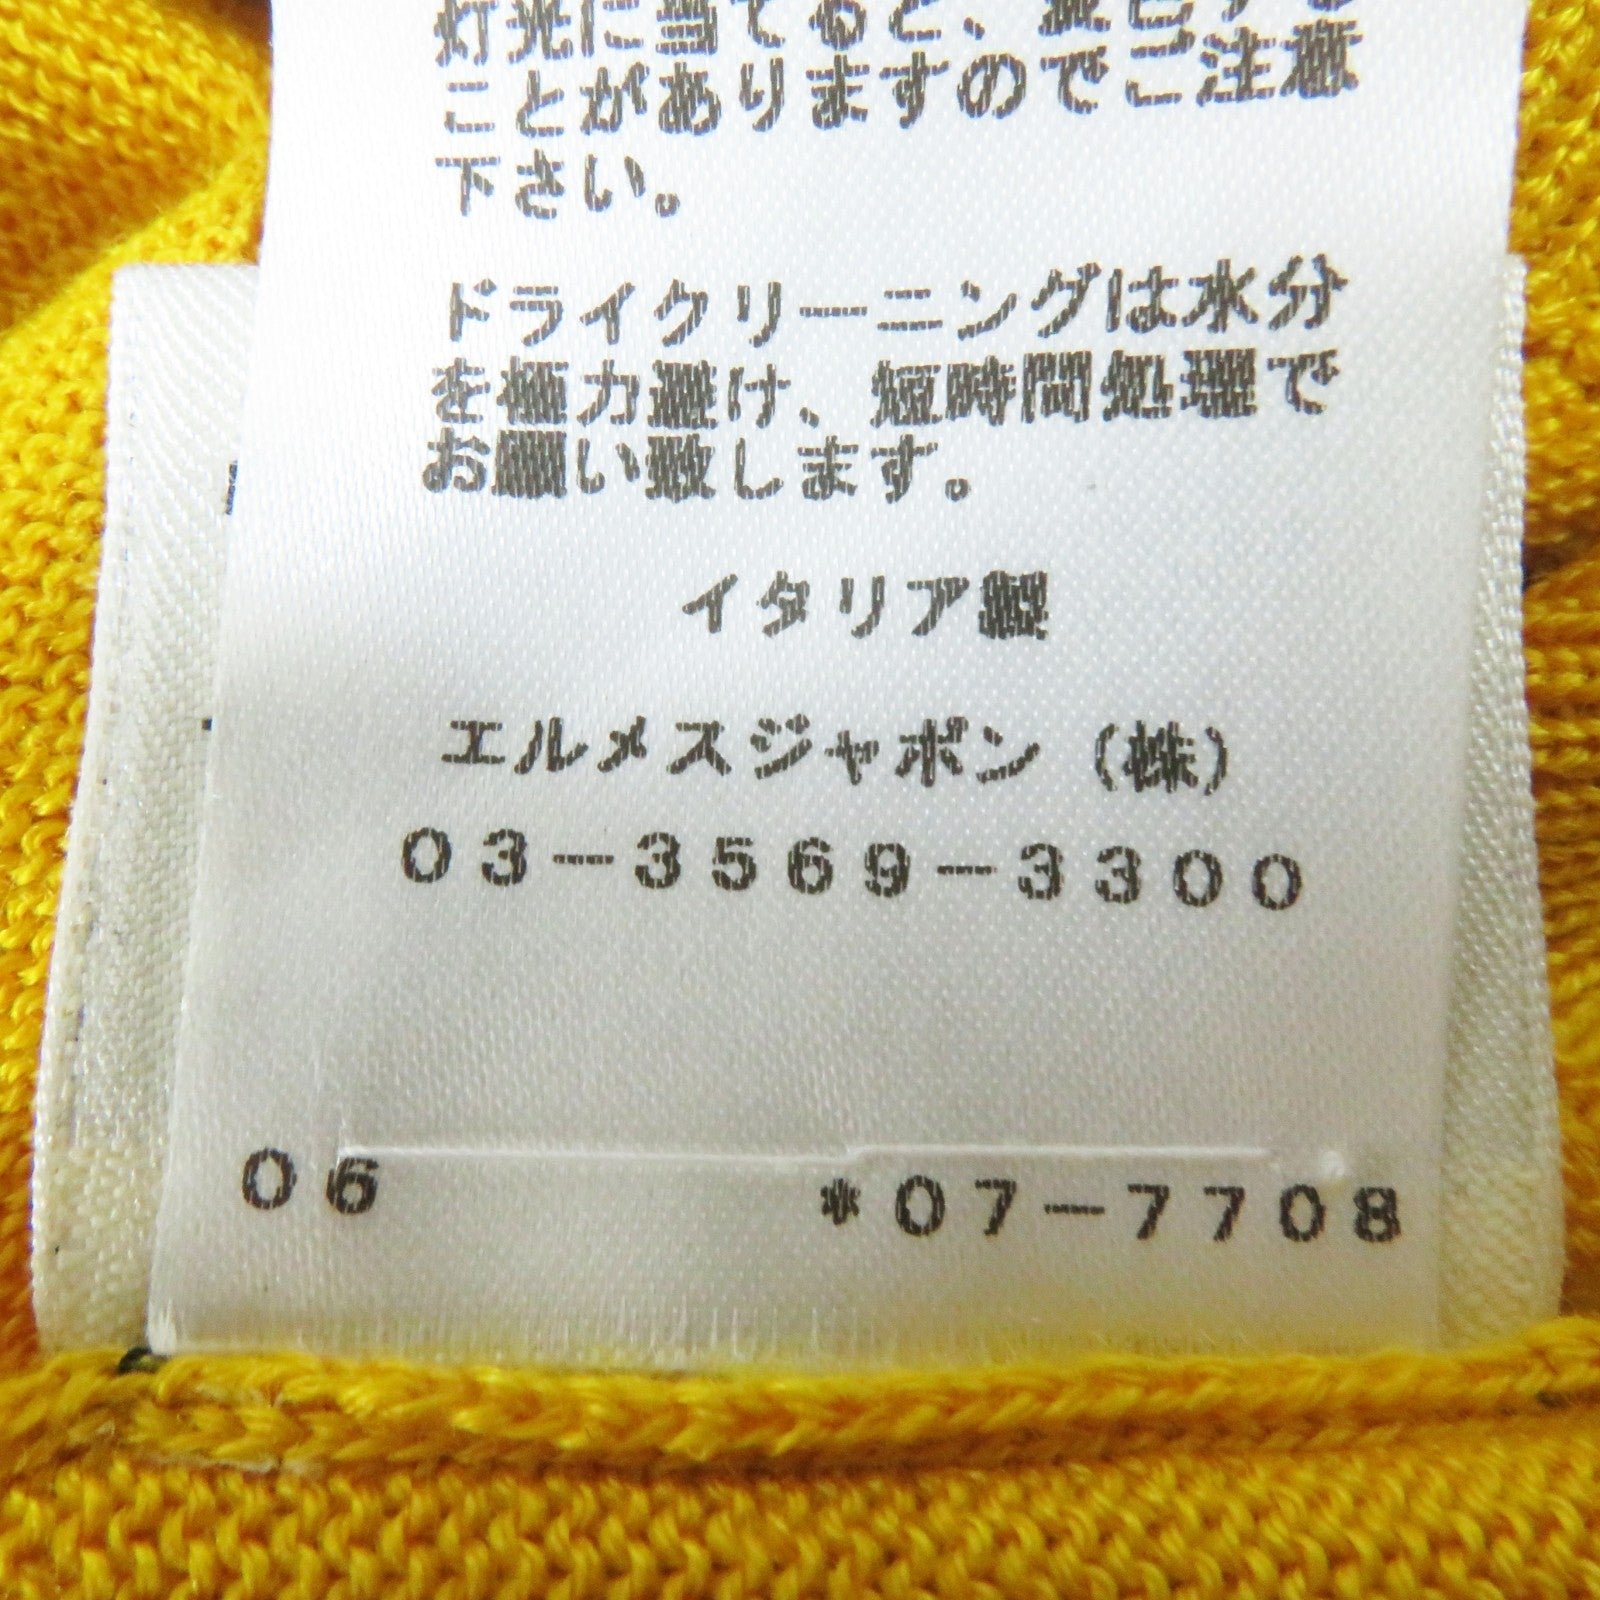 灯光に当てると、変色する
ことがありますのでご注意
下さい。
ドライクリーニングは水分
を極力避け、短時間処理で
お願い致します。
イタリア製
エルメスジャポン（株）
03-3569-3300
06 *07-7708